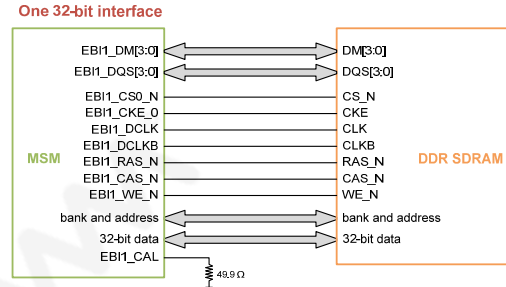 One 32-bit interface
EBI1_DM[3:0] DM[3:0]
EBI1_DQS[3:0] DQS[3:0]
EBI1_CS0_N CS_N
EBI1_CKE_0 CKE
EBI1_DCLK CLK
EBI1_DCLKB CLKB
MSM EBI1_RAS_N RAS_N DDR SDRAM
EBI1_CAS_N CAS_N
EBI1_WE_N WE_N
bank and address bank and address
32-bit data 32-bit data
EBI1_CAL
49.9 Ω